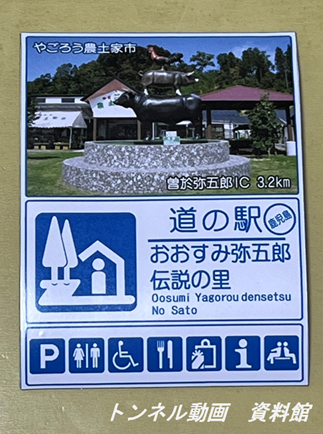 やごろう農土家市
曽於弥五郎IC 3.2km
道の駅 鹿児島
おおすみ弥五郎
伝説の里
Oosumi Yagorou densetsu
No Sato
P
i
トンネル動画 資料館